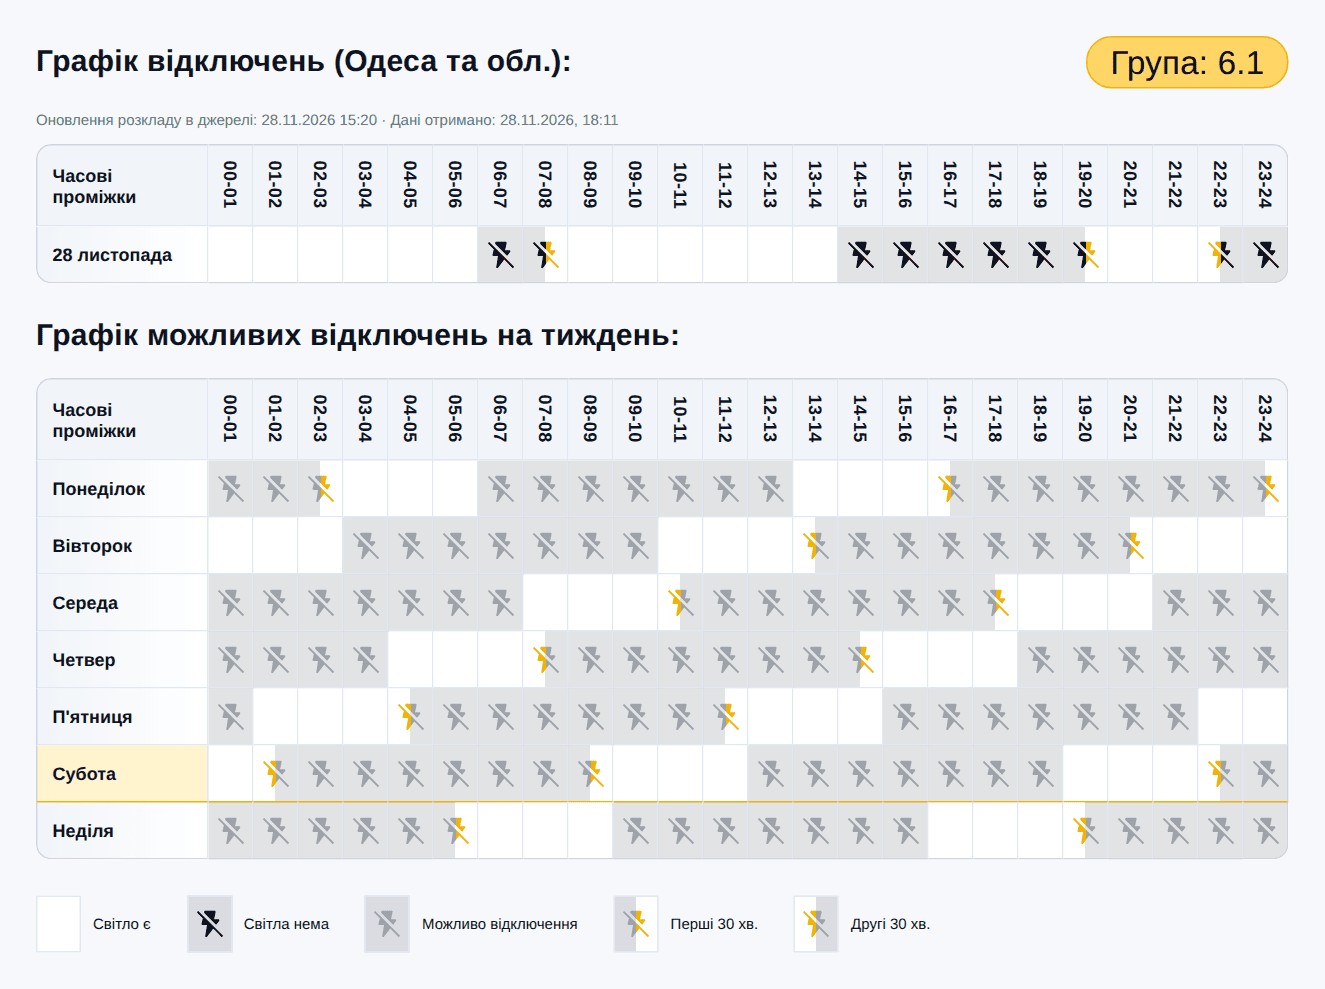 Графік відключень (Одеса та обл.):
Група: 6.1
Оновлення розкладу в джерелі: 28.11.2026 15:20 · Дані отримано: 28.11.2026, 18:11
Часові проміжки 00-01 01-02 02-03 03-04 04-05 05-06 06-07 07-08 08-09 09-10 10-11 11-12 12-13 13-14 14-15 15-16 16-17 17-18 18-19 19-20 20-21 21-22 22-23 23-24
28 листопада
Графік можливих відключень на тиждень:
Часові проміжки 00-01 01-02 02-03 03-04 04-05 05-06 06-07 07-08 08-09 09-10 10-11 11-12 12-13 13-14 14-15 15-16 16-17 17-18 18-19 19-20 20-21 21-22 22-23 23-24
Понеділок
Вівторок
Середа
Четвер
П'ятниця
Субота
Неділя
Світло є Світла нема Можливо відключення Перші 30 хв. Другі 30 хв.